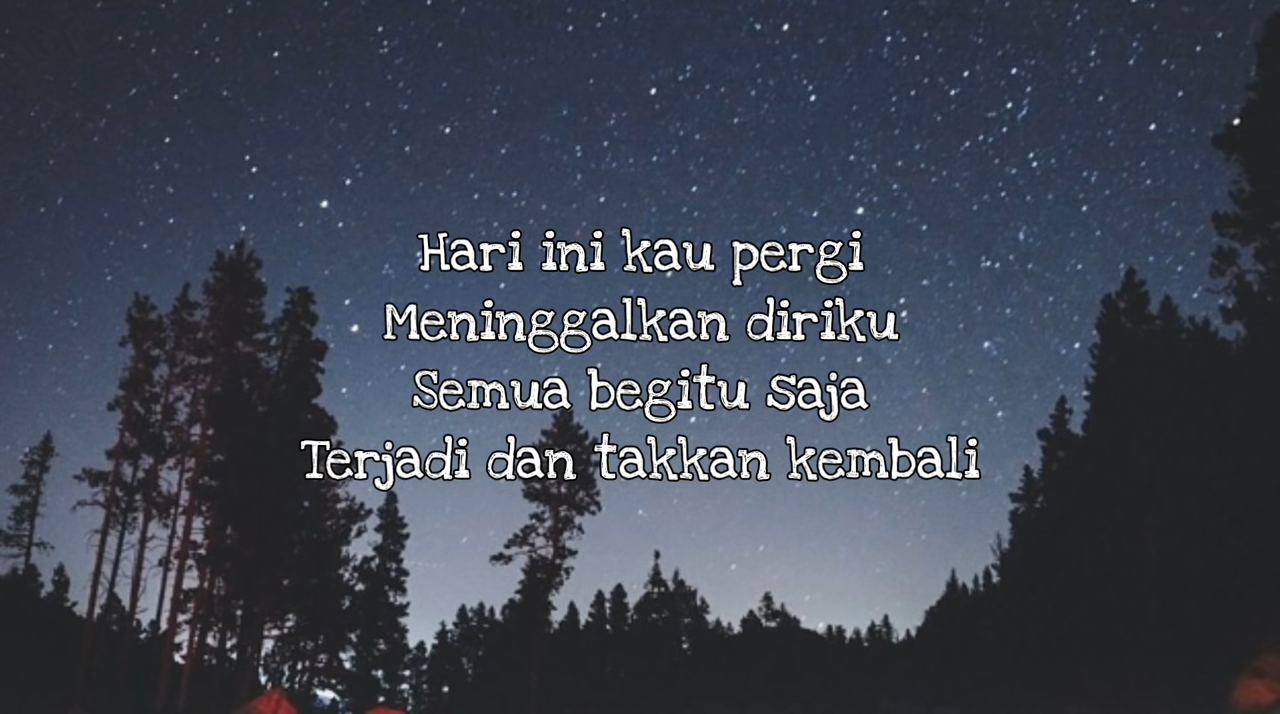 Hari ini kau pergi
Meninggalkan diriku
Semua begitu saja
Terjadi dan takkan kembali